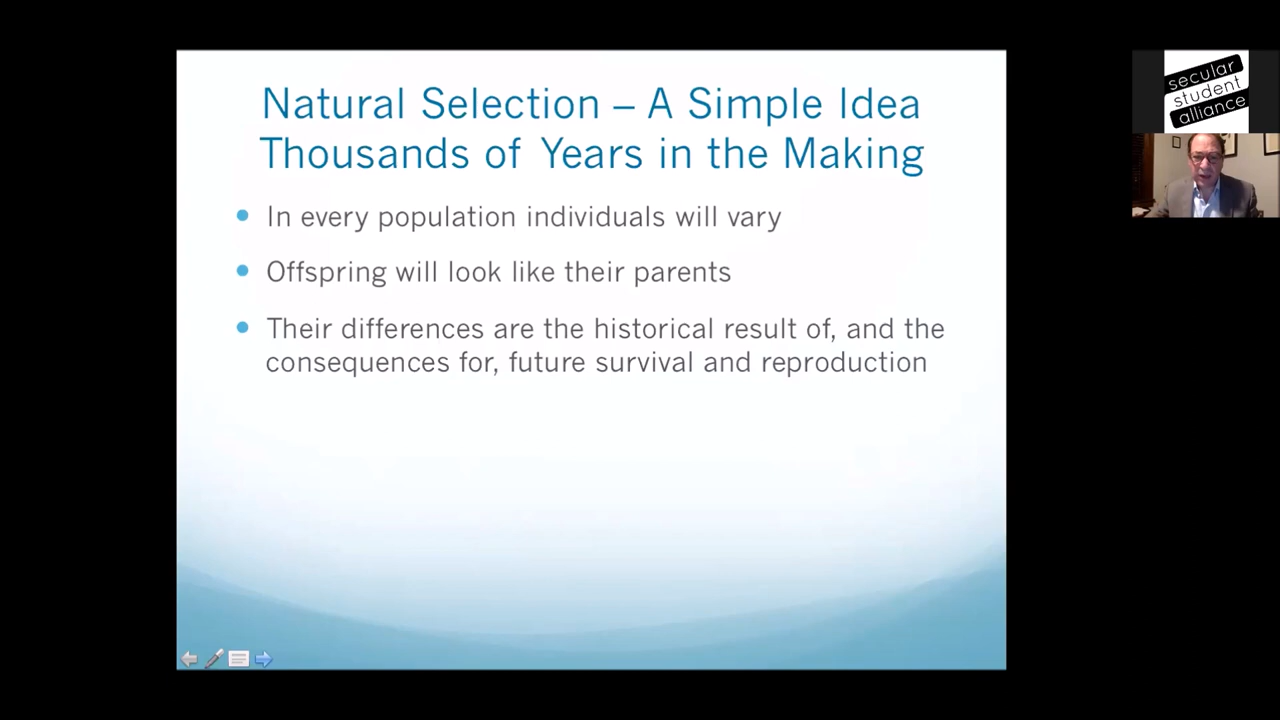 Natural Selection – A Simple Idea
Thousands of Years in the Making
In every population individuals will vary
Offspring will look like their parents
Their differences are the historical result of, and the
consequences for, future survival and reproduction
secular
student
alliance